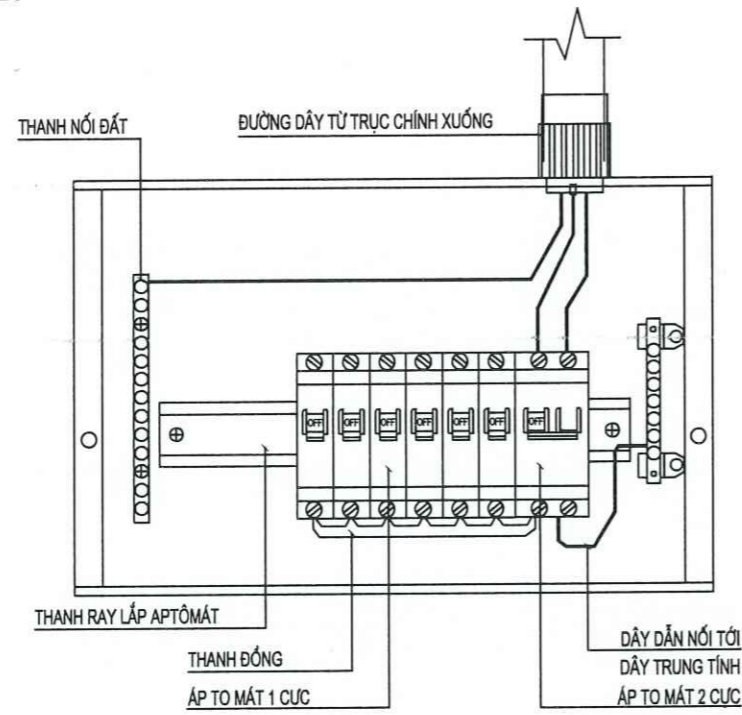 THANH NỐI ĐẤT
ĐƯỜNG DÂY TỪ TRỤC CHÍNH XUỐNG
OFF OFF OFF OFF OFF OFF OFF
THANH RAY LẮP APTÔMÁT
THANH ĐỒNG
ÁP TO MÁT 1 CỰC
DÂY DẪN NỐI TỚI
DÂY TRUNG TÍNH
ÁP TO MÁT 2 CỰC